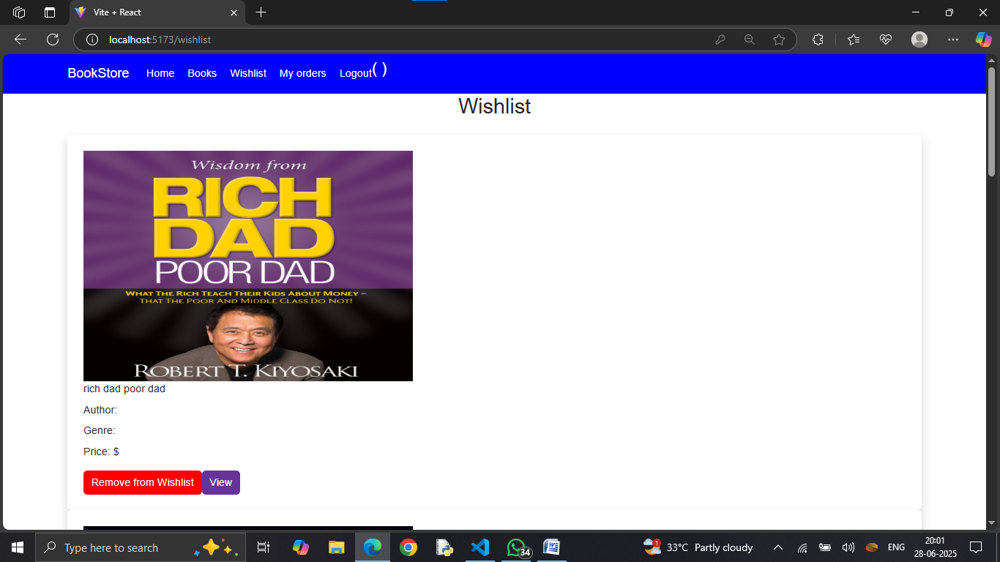 Vite + React
localhost:5173/wishlist
BookStore Home Books Wishlist My orders Logout ( )
Wishlist
Wisdom from
RICH
DAD
POOR DAD
WHAT THE RICH TEACH THEIR KIDS ABOUT MONEY –
THAT THE POOR AND MIDDLE CLASS DO NOT!
ROBERT T. KIYOSAKI
rich dad poor dad
Author:
Genre:
Price: $
Remove from Wishlist View
Type here to search
34
1
33°C Partly cloudy
ENG
20:01
28-06-2025